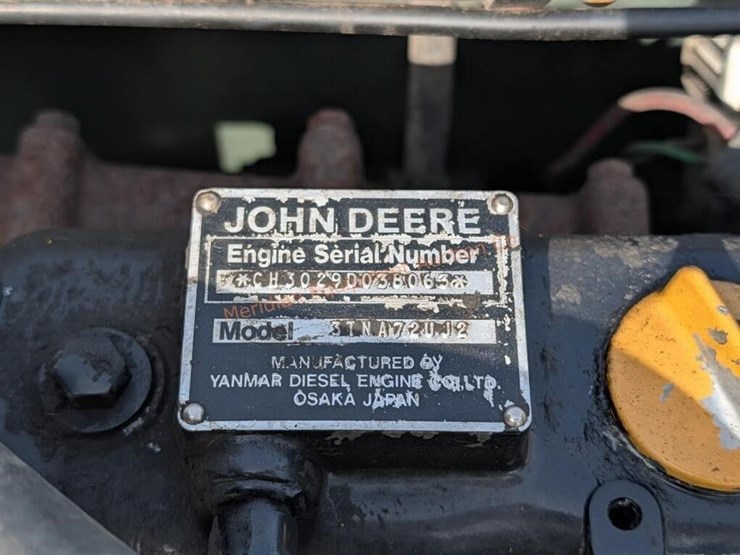 JOHN DEERE
Engine Serial Number
*CH3029D038063*
Model 3TNA72UJ2
MANUFACTURED BY
YANMAR DIESEL ENGINE CO.,LTD.
OSAKA JAPAN